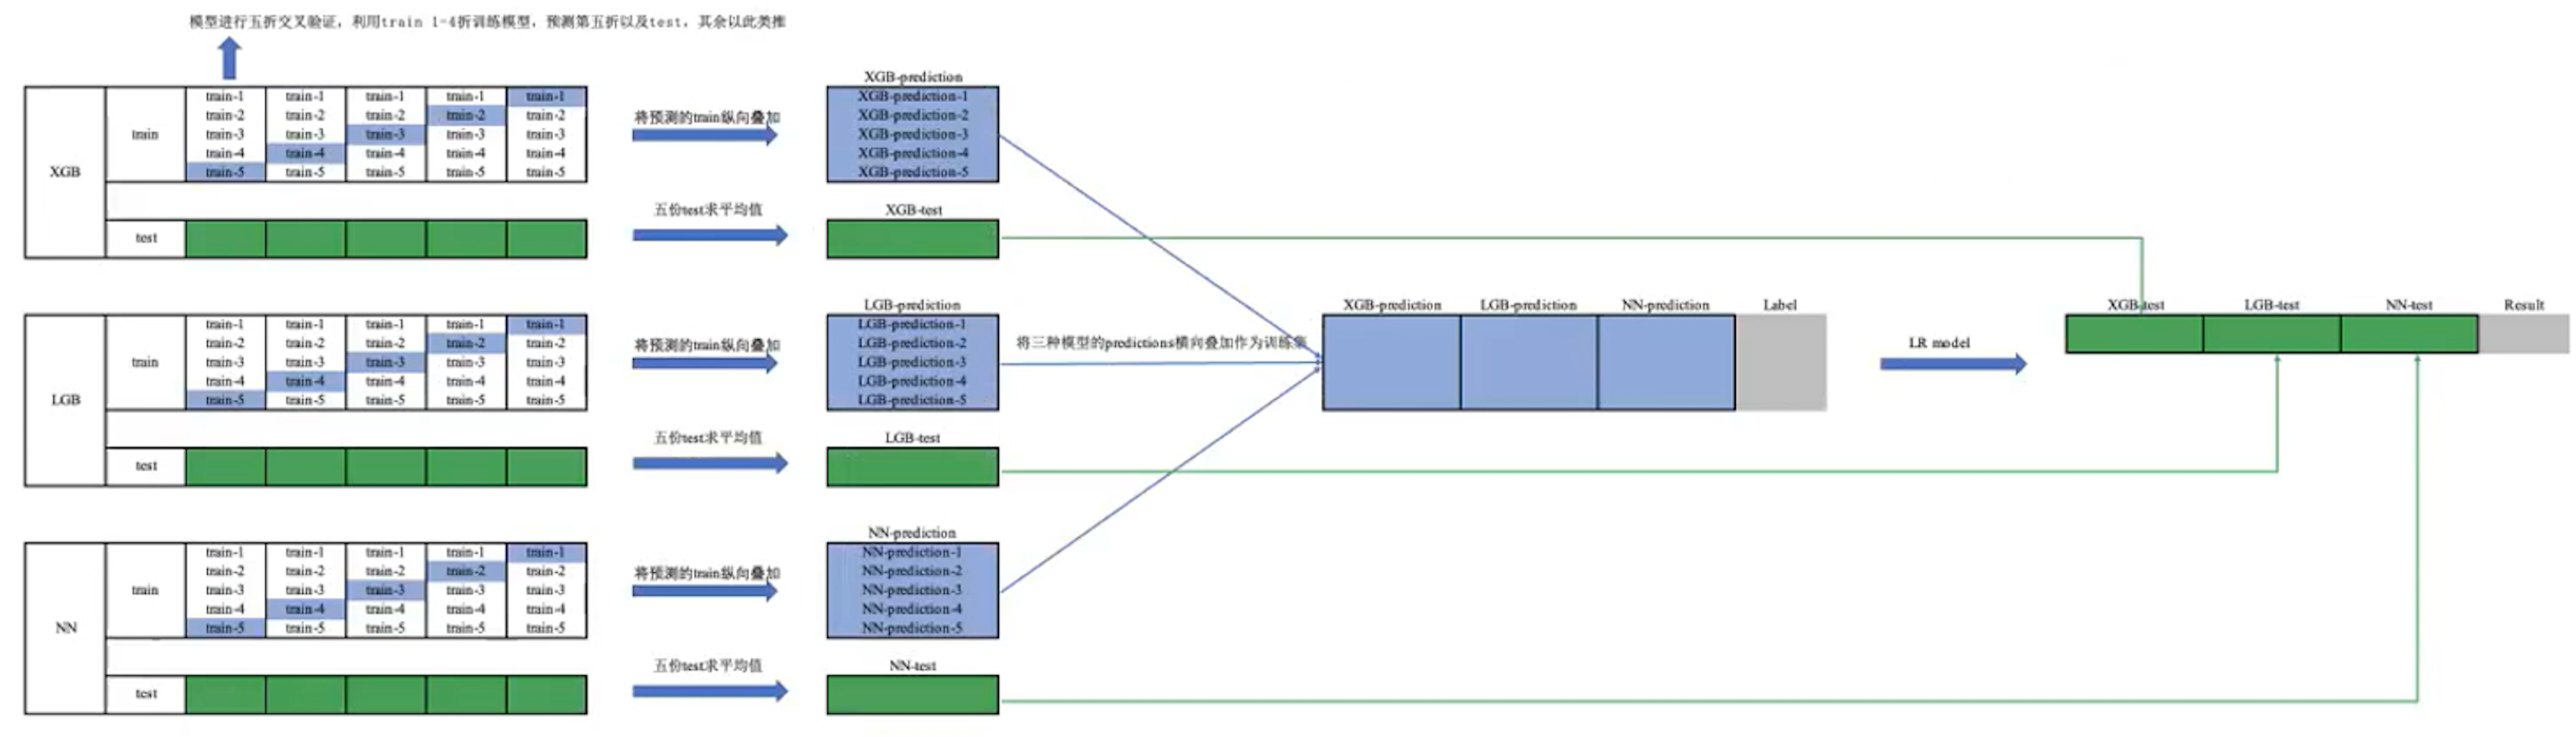 模型进行五折交叉验证，利用train 1-4折训练模型，预测第五折以及test，其余以此类推
XGB
train
train-1 train-1 train-1 train-1 train-1
train-2 train-2 train-2 train-2 train-2
train-3 train-3 train-3 train-3 train-3
train-4 train-4 train-4 train-4 train-4
train-5 train-5 train-5 train-5 train-5
test
将预测的train纵向叠加
五份test求平均值
XGB-prediction
XGB-prediction-1
XGB-prediction-2
XGB-prediction-3
XGB-prediction-4
XGB-prediction-5
XGB-test
LGB
train
train-1 train-1 train-1 train-1 train-1
train-2 train-2 train-2 train-2 train-2
train-3 train-3 train-3 train-3 train-3
train-4 train-4 train-4 train-4 train-4
train-5 train-5 train-5 train-5 train-5
test
将预测的train纵向叠加
五份test求平均值
LGB-prediction
LGB-prediction-1
LGB-prediction-2
LGB-prediction-3
LGB-prediction-4
LGB-prediction-5
LGB-test
NN
train
train-1 train-1 train-1 train-1 train-1
train-2 train-2 train-2 train-2 train-2
train-3 train-3 train-3 train-3 train-3
train-4 train-4 train-4 train-4 train-4
train-5 train-5 train-5 train-5 train-5
test
将预测的train纵向叠加
五份test求平均值
NN-prediction
NN-prediction-1
NN-prediction-2
NN-prediction-3
NN-prediction-4
NN-prediction-5
NN-test
将三种模型的predictions横向叠加作为训练集
XGB-prediction LGB-prediction NN-prediction Label
LR model
XGB-test LGB-test NN-test Result